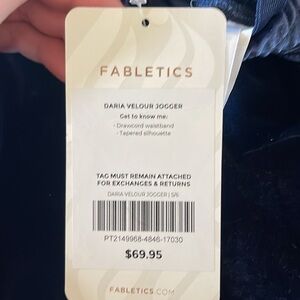 FABLETICS
DARIA VELOUR JOGGER
Get to know me:
- Drawcord waistband
- Tapered silhouette
TAG MUST REMAIN ATTACHED
FOR EXCHANGES & RETURNS
DARIA VELOUR JOGGER | S/6
PT2149968-4846-17030
$69.95
FABLETICS.COM